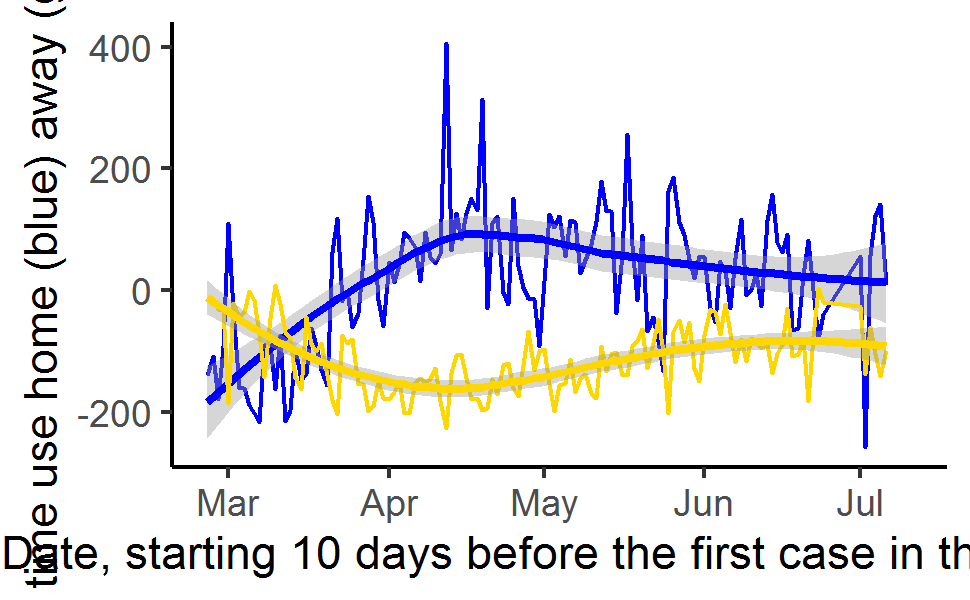 time use home (blue) away (
400
200
0
-200
Mar Apr May Jun Jul
Date, starting 10 days before the first case in th